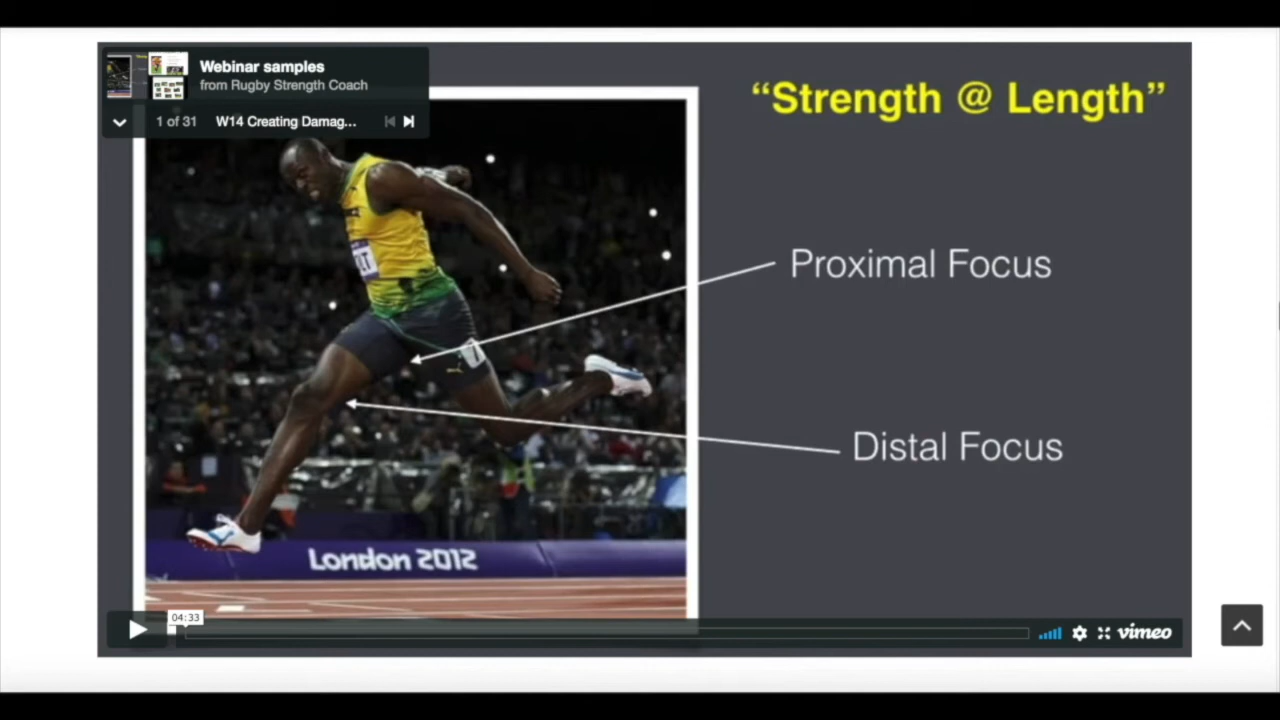 Webinar samples
from Rugby Strength Coach
1 of 31
W14 Creating Damag...
“Strength @ Length”
Proximal Focus
Distal Focus
London 2012
04:33
vimeo